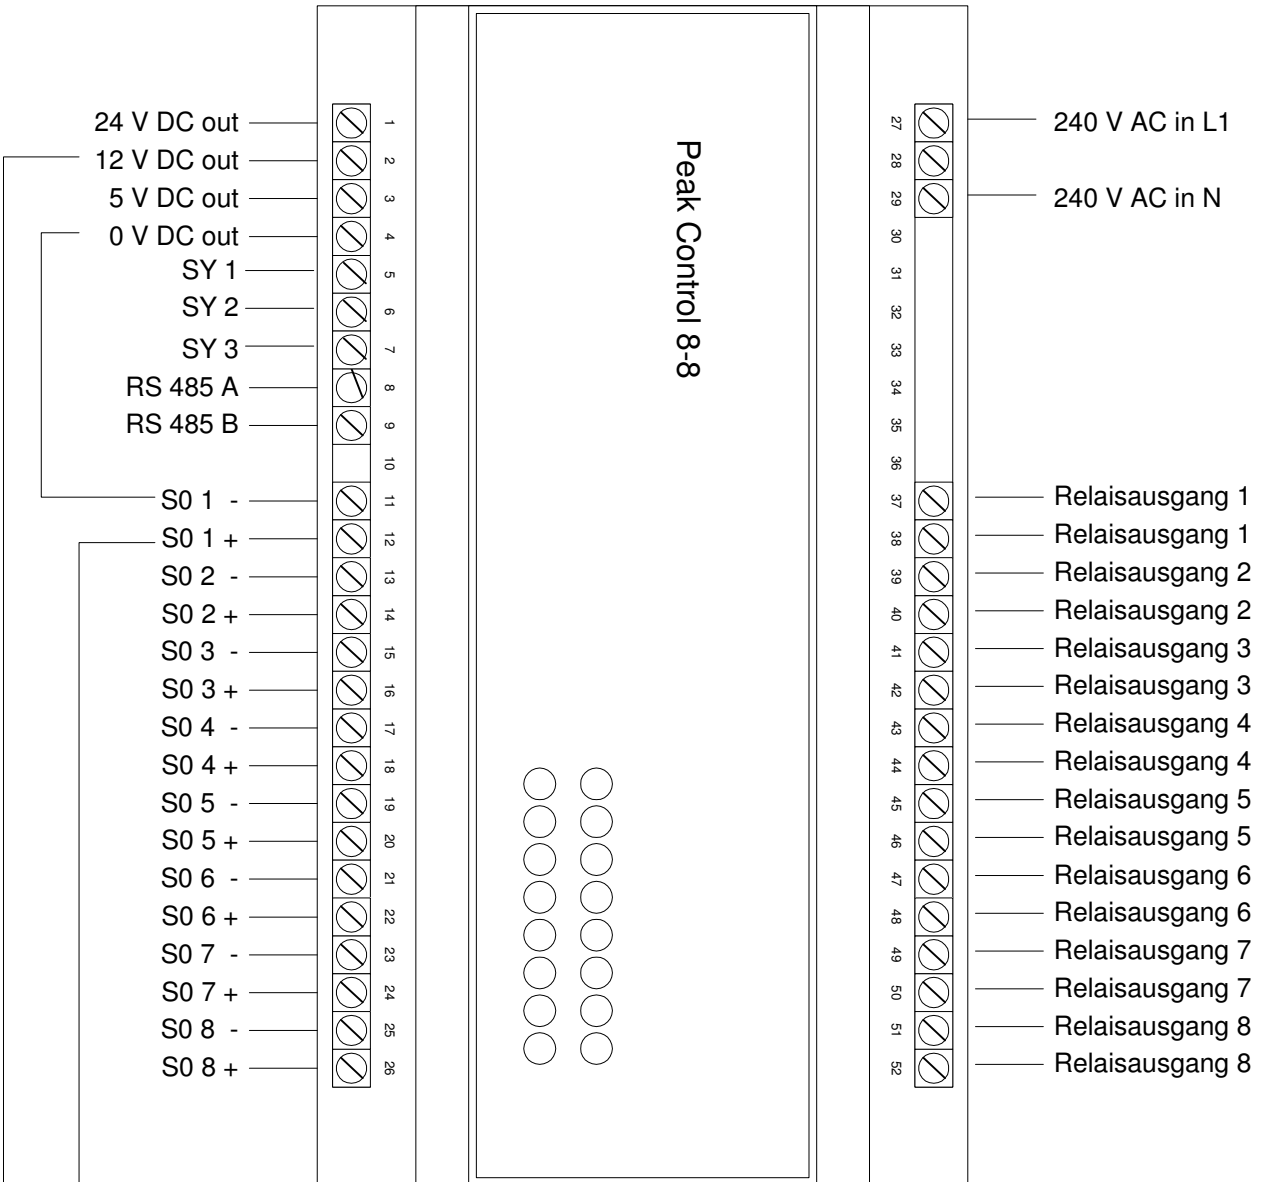 24 V DC out
12 V DC out
5 V DC out
0 V DC out
SY 1
SY 2
SY 3
RS 485 A
RS 485 B
S0 1 -
S0 1 +
S0 2 -
S0 2 +
S0 3 -
S0 3 +
S0 4 -
S0 4 +
S0 5 -
S0 5 +
S0 6 -
S0 6 +
S0 7 -
S0 7 +
S0 8 -
S0 8 +
1
2
3
4
5
6
7
8
9
10
11
12
13
14
15
16
17
18
19
20
21
22
23
24
25
26
Peak Control 8-8
27
28
29
30
31
32
33
34
35
36
37
38
39
40
41
42
43
44
45
46
47
48
49
50
51
52
240 V AC in L1
240 V AC in N
Relaisausgang 1
Relaisausgang 1
Relaisausgang 2
Relaisausgang 2
Relaisausgang 3
Relaisausgang 3
Relaisausgang 4
Relaisausgang 4
Relaisausgang 5
Relaisausgang 5
Relaisausgang 6
Relaisausgang 6
Relaisausgang 7
Relaisausgang 7
Relaisausgang 8
Relaisausgang 8